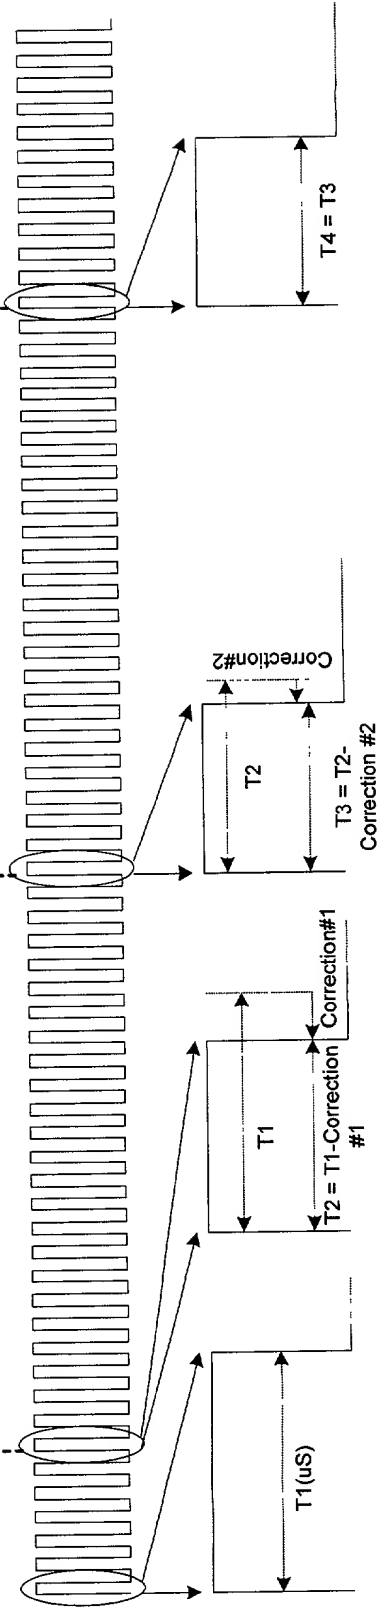 T1(uS)
T1
T2 = T1-Correction
#1
Correction#1
T2
T3 = T2-
Correction #2
Correction#2
T4 = T3